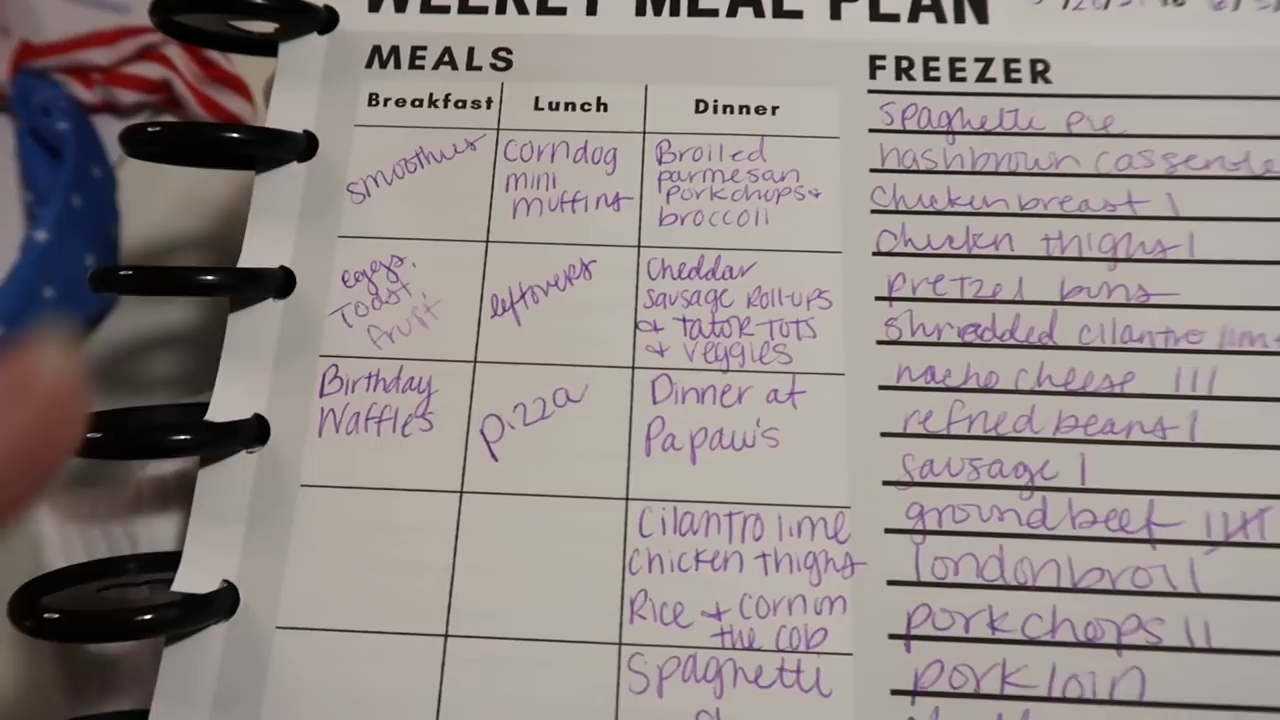 WEEKLY MEAL PLAN
MEALS
Breakfast Lunch Dinner
smoothies
corndog
mini
muffins
Broiled
parmesan
porkchops +
broccoli
eggs,
Toast,
fruit
leftovers
Cheddar
sausage Roll-ups
+ tator tots
+ veggies
Birthday
Waffles
pizza
Dinner at
Papaw's
Cilantro lime
chicken thighs
Rice + corn on
the cob
Spaghetti
FREEZER
spaghetti pie
hashbrown
chicken breast I
chicken thighs I
pretzel buns
shredded cilantro
nacho cheese III
refried beans I
sausage I
ground beef
london broil
porkchops II
pork loin